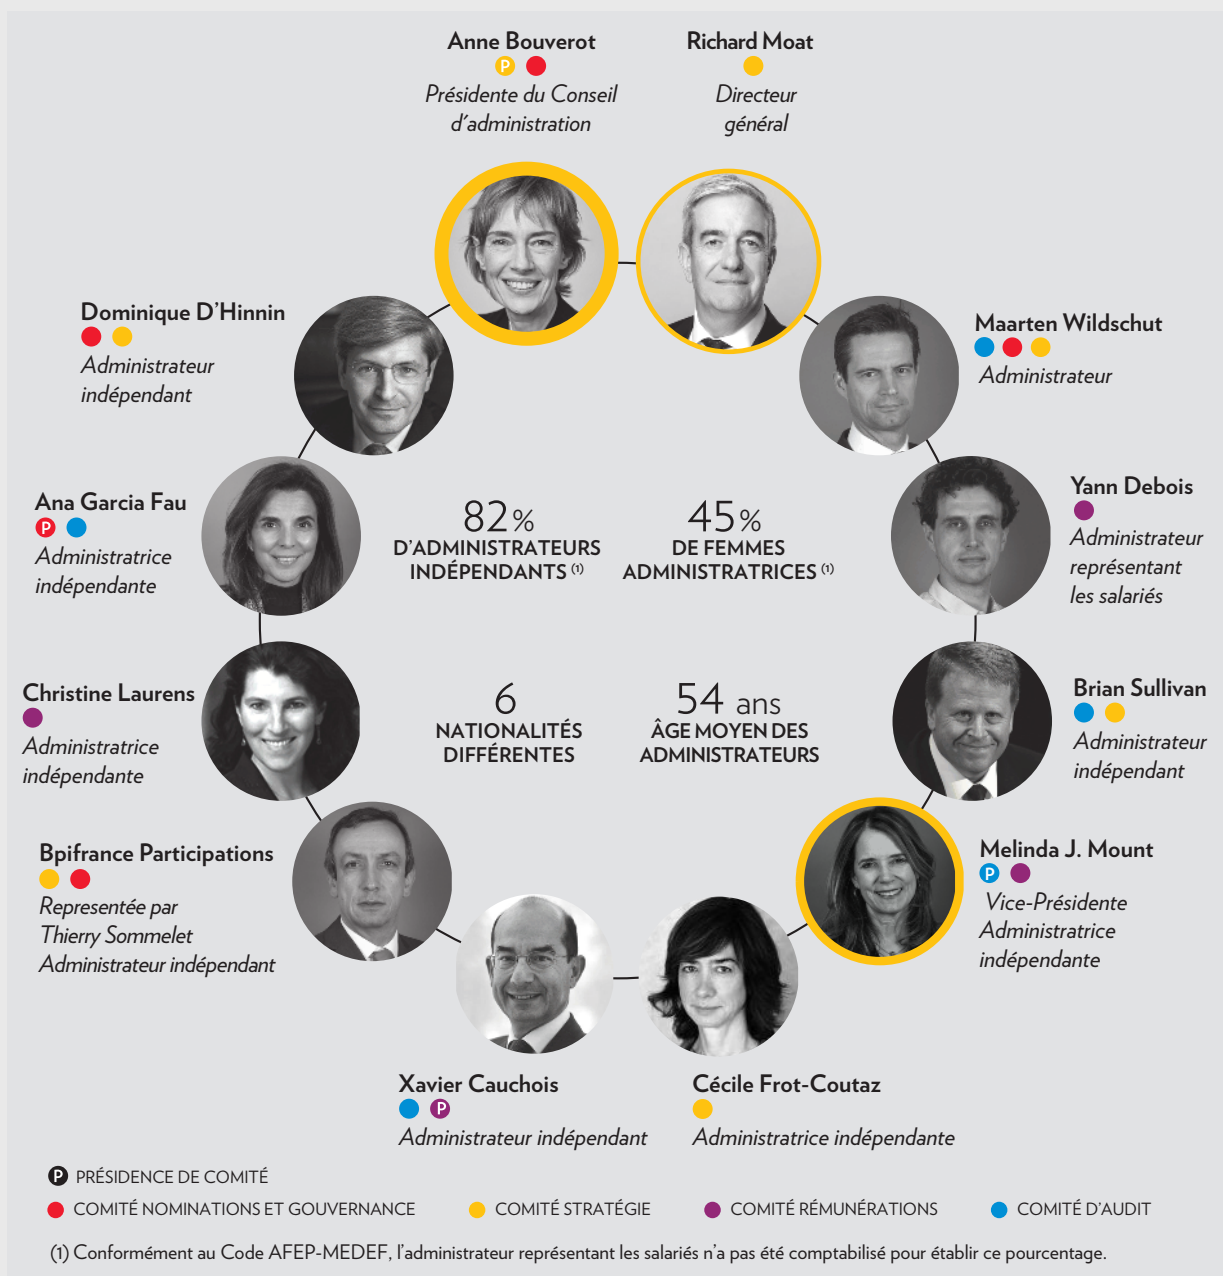 Anne Bouverot
P
Présidente du Conseil
d'administration
Richard Moat
Directeur
général
Dominique D'Hinnin
Administrateur
indépendant
Maarten Wildschut
Administrateur
Ana Garcia Fau
P
Administratrice
indépendante
82%
D'ADMINISTRATEURS
INDÉPENDANTS (1)
45%
DE FEMMES
ADMINISTRATRICES (1)
Yann Debois
Administrateur
représentant
les salariés
Christine Laurens
Administratrice
indépendante
6
NATIONALITÉS
DIFFÉRENTES
54 ans
ÂGE MOYEN DES
ADMINISTRATEURS
Brian Sullivan
Administrateur
indépendant
Bpifrance Participations
Representée par
Thierry Sommelet
Administrateur indépendant
Melinda J. Mount
P
Vice-Présidente
Administratrice
indépendante
Xavier Cauchois
P
Administrateur indépendant
Cécile Frot-Coutaz
Administratrice indépendante
P PRÉSIDENCE DE COMITÉ
COMITÉ NOMINATIONS ET GOUVERNANCE COMITÉ STRATÉGIE COMITÉ RÉMUNÉRATIONS COMITÉ D'AUDIT
(1) Conformément au Code AFEP-MEDEF, l'administrateur représentant les salariés n'a pas été comptabilisé pour établir ce pourcentage.